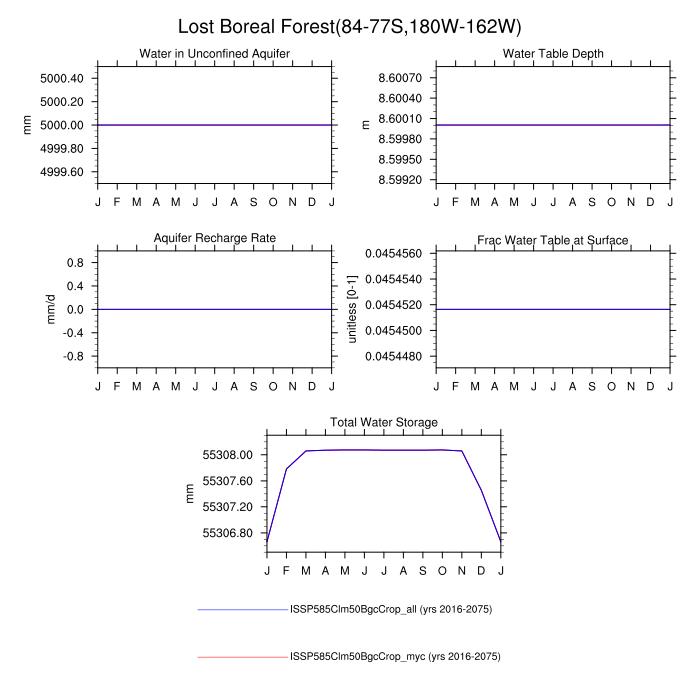 Lost Boreal Forest(84-77S,180W-162W)
Water in Unconfined Aquifer
5000.40
5000.20
5000.00
4999.80
4999.60
mm
J F M A M J J A S O N D J
Water Table Depth
8.60070
8.60040
8.60010
8.59980
8.59950
8.59920
m
J F M A M J J A S O N D J
Aquifer Recharge Rate
0.8
0.4
0.0
-0.4
-0.8
mm/d
J F M A M J J A S O N D J
Frac Water Table at Surface
0.0454560
0.0454540
0.0454520
0.0454500
0.0454480
unitless [0-1]
J F M A M J J A S O N D J
Total Water Storage
55308.00
55307.60
55307.20
55306.80
mm
J F M A M J J A S O N D J
ISSP585Clm50BgcCrop_all (yrs 2016-2075)
ISSP585Clm50BgcCrop_myc (yrs 2016-2075)